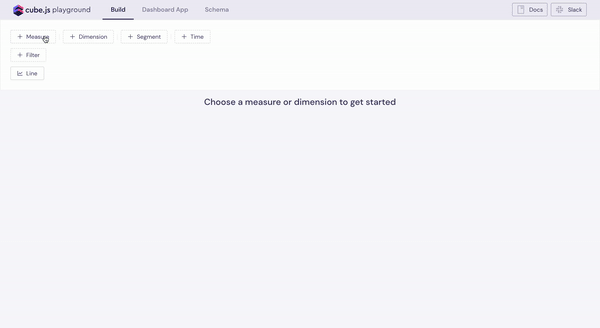 cube.js playground Build Dashboard App Schema Docs Slack
+ Measure + Dimension + Segment + Time
+ Filter
Line
Choose a measure or dimension to get started